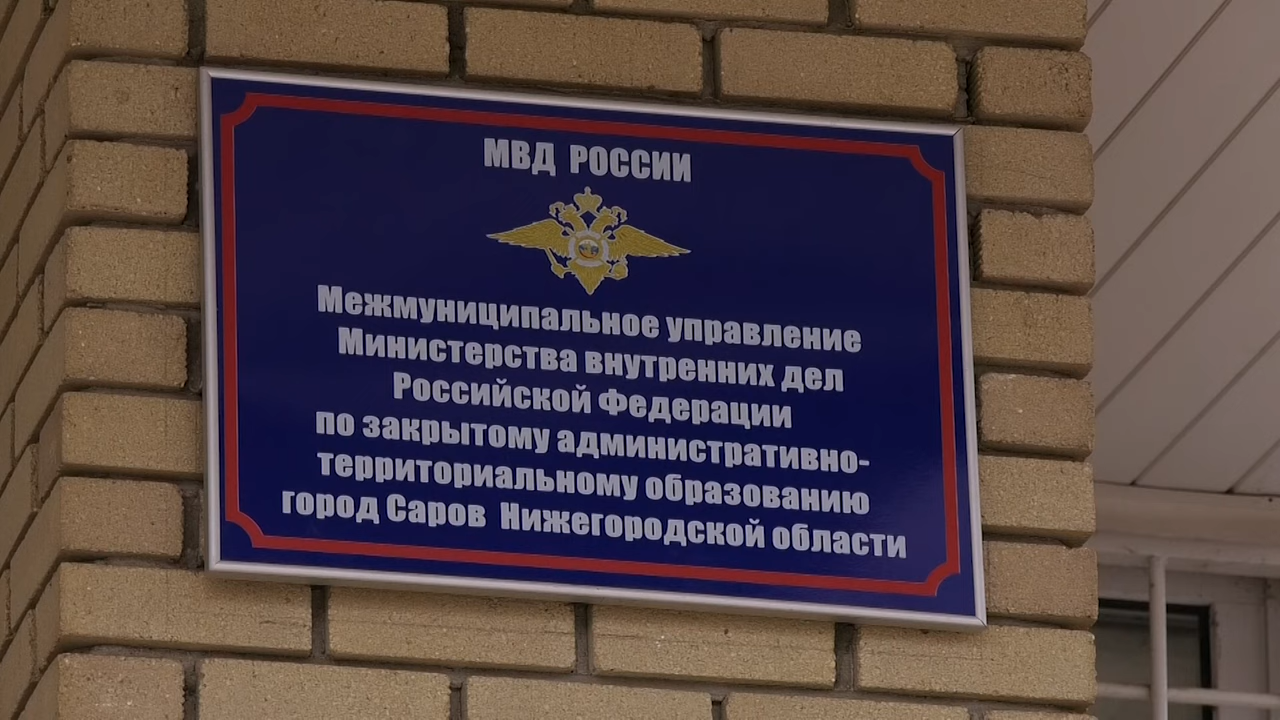 МВД РОССИИ
Межмуниципальное управление
Министерства внутренних дел
Российской Федерации
по закрытому административно-
территориальному образованию
город Саров Нижегородской области